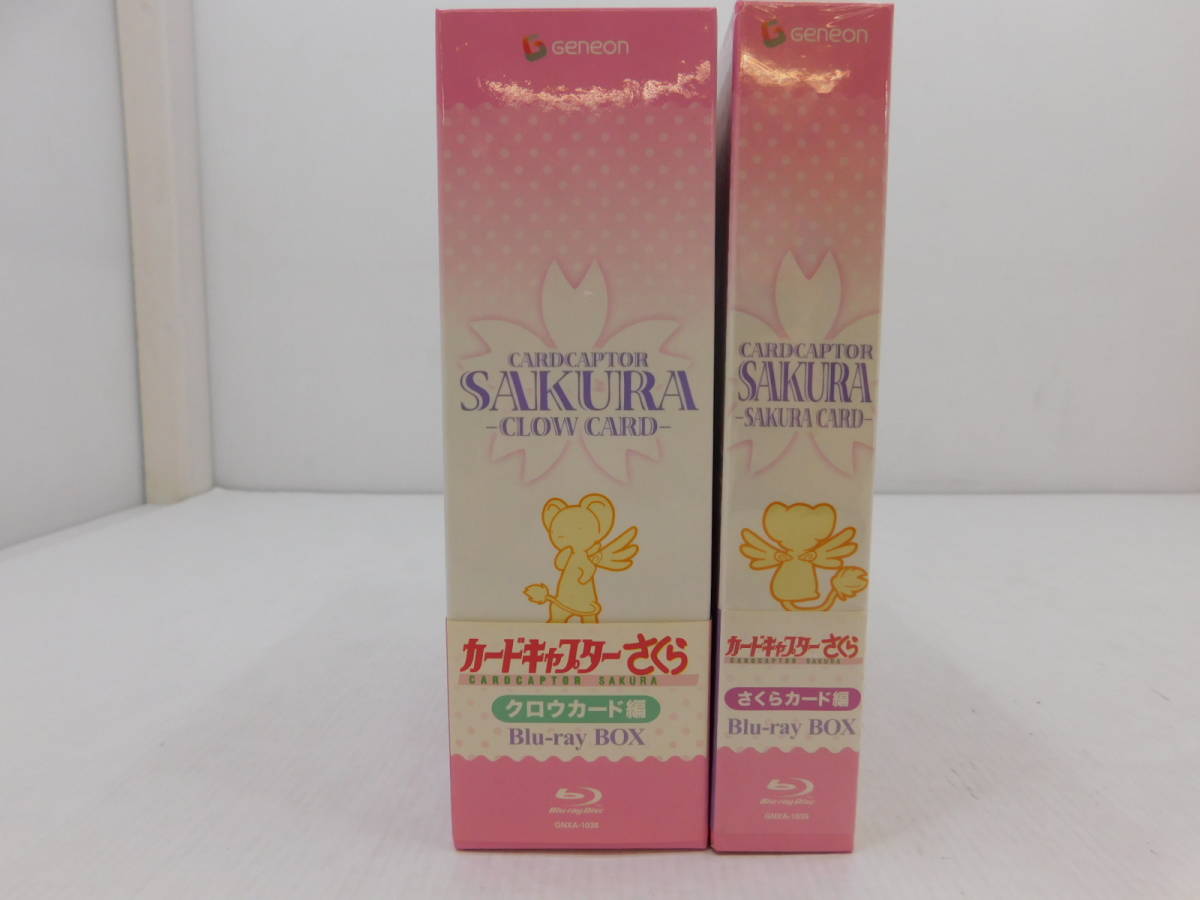 Geneon
CARDCAPTOR
SAKURA
-CLOW CARD-
カードキャプターさくら
CARDCAPTOR SAKURA
クロウカード編
Blu-ray BOX
Blu-ray Disc
Geneon
CARDCAPTOR
SAKURA
-SAKURA CARD-
カードキャプターさくら
CARDCAPTOR SAKURA
さくらカード編
Blu-ray BOX
Blu-ray Disc